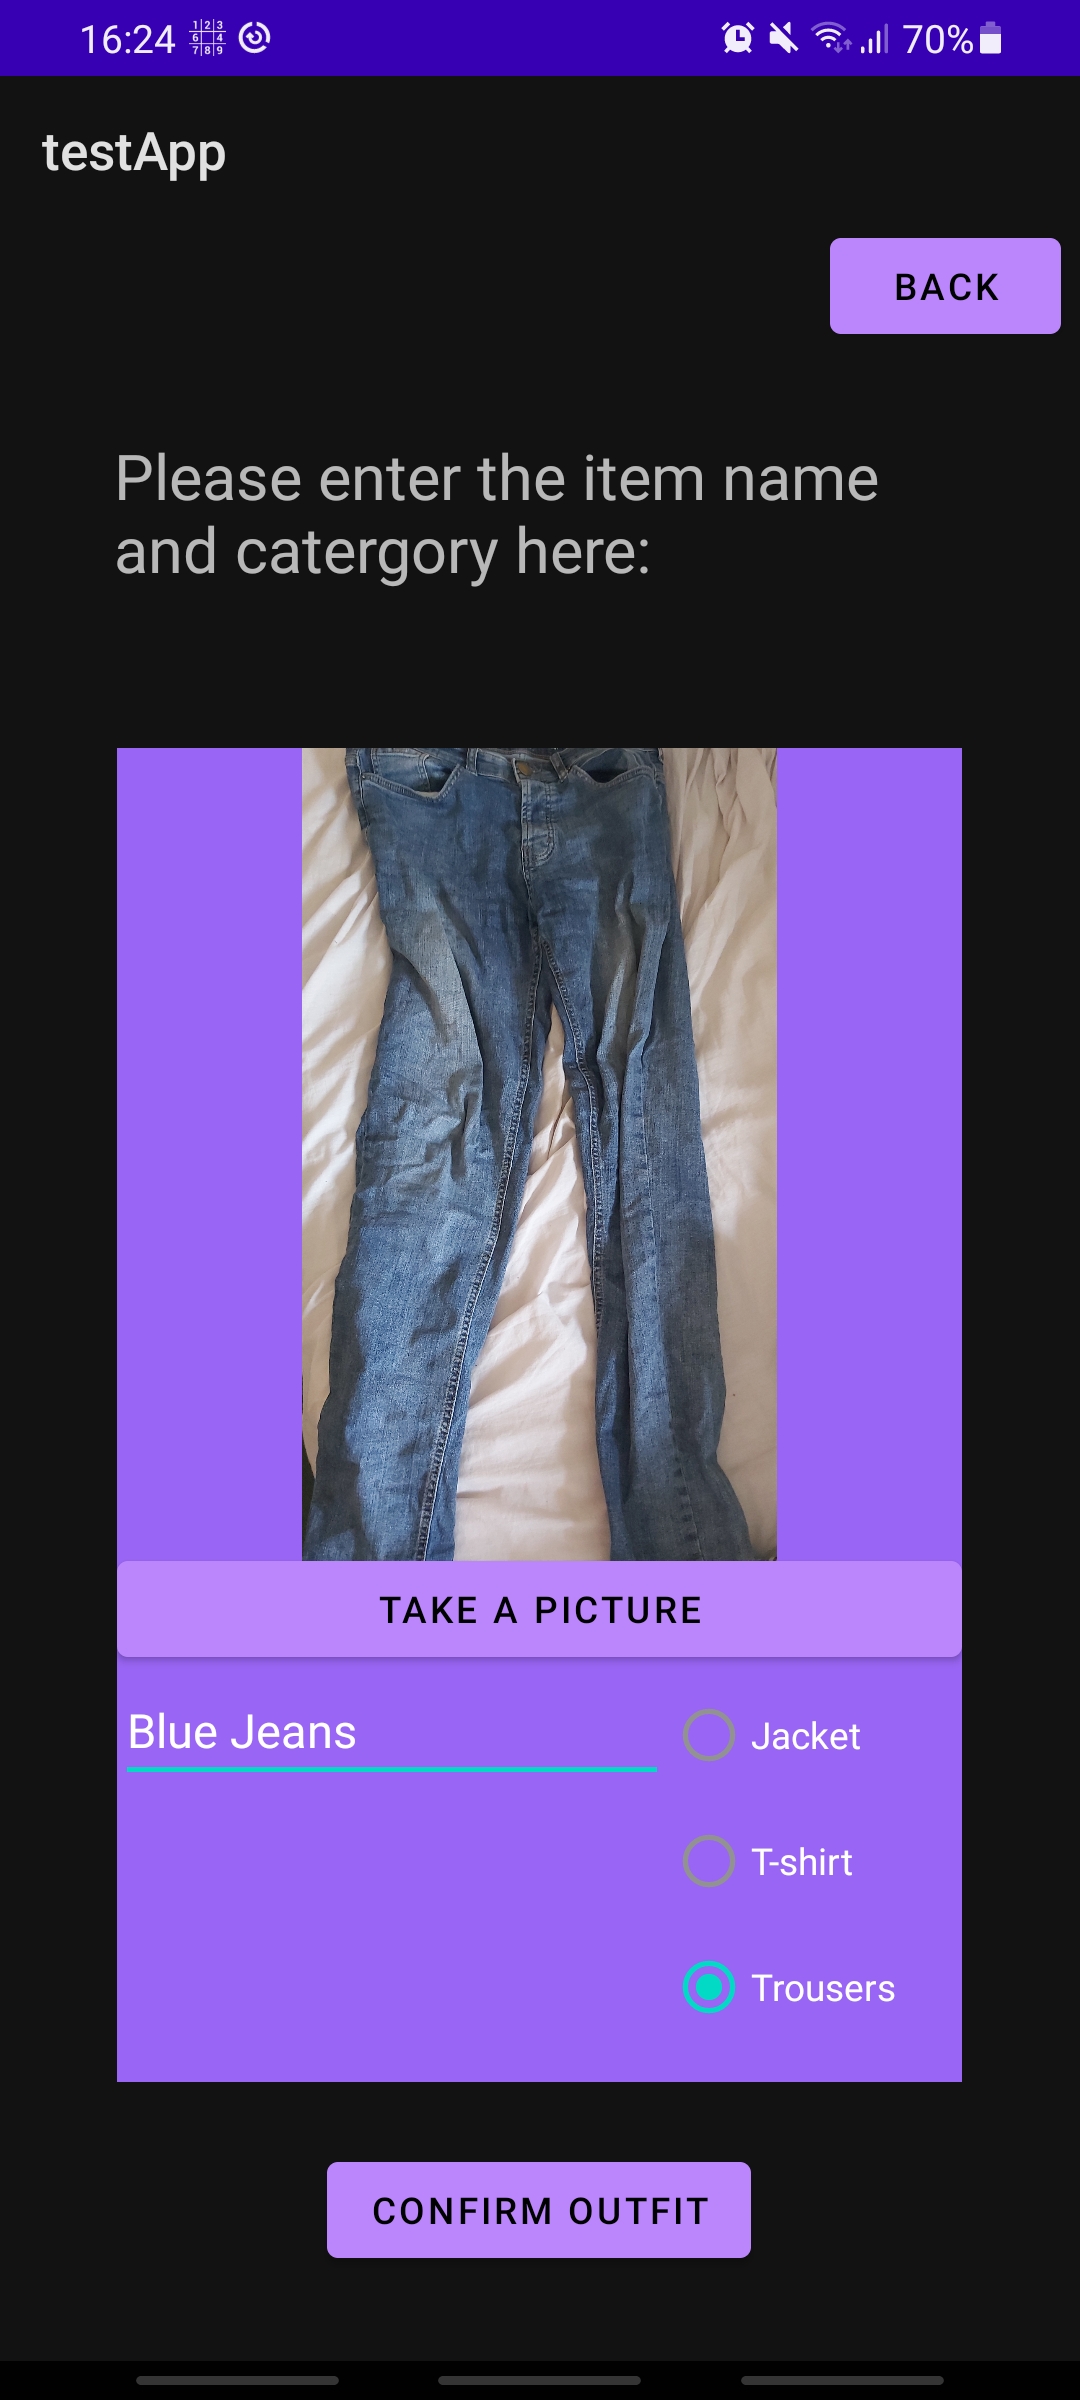 16:24 70%
testApp
BACK
Please enter the item name
and catergory here:
TAKE A PICTURE
Blue Jeans
Jacket
T-shirt
Trousers
CONFIRM OUTFIT